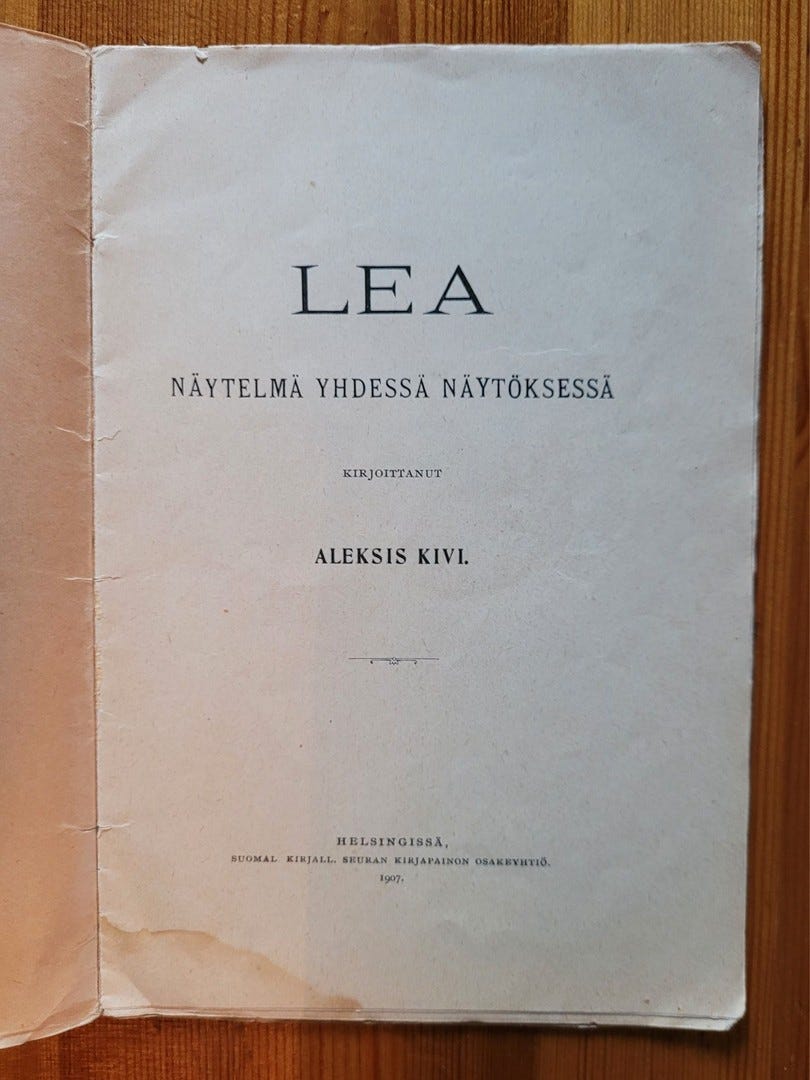 LEA
NÄYTELMÄ YHDESSÄ NÄYTÖKSESSÄ
KIRJOITTANUT
ALEKSIS KIVI.
HELSINGISSÄ,
SUOMAL. KIRJALL. SEURAN KIRJAPAINON OSAKEYHTIÖ.
1907.